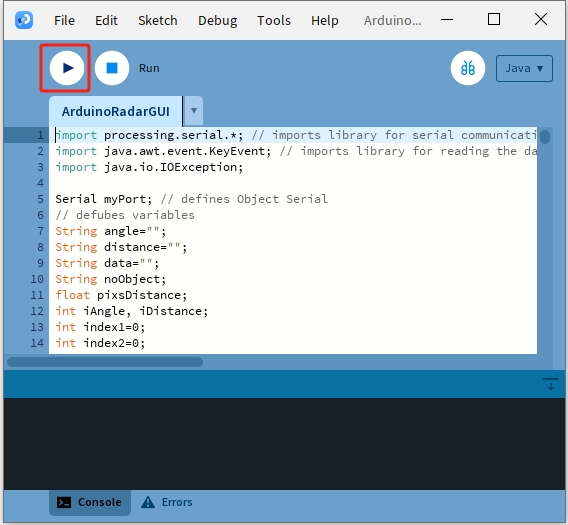 File Edit Sketch Debug Tools Help Arduino...
Run
Java
ArduinoRadarGUI
1 import processing.serial.*; // imports library for serial communicati
2 import java.awt.event.KeyEvent; // imports library for reading the da
3 import java.io.IOException;
4
5 Serial myPort; // defines Object Serial
6 // defubes variables
7 String angle="";
8 String distance="";
9 String data="";
10 String noObject;
11 float pixsDistance;
12 int iAngle, iDistance;
13 int index1=0;
14 int index2=0;
Console Errors